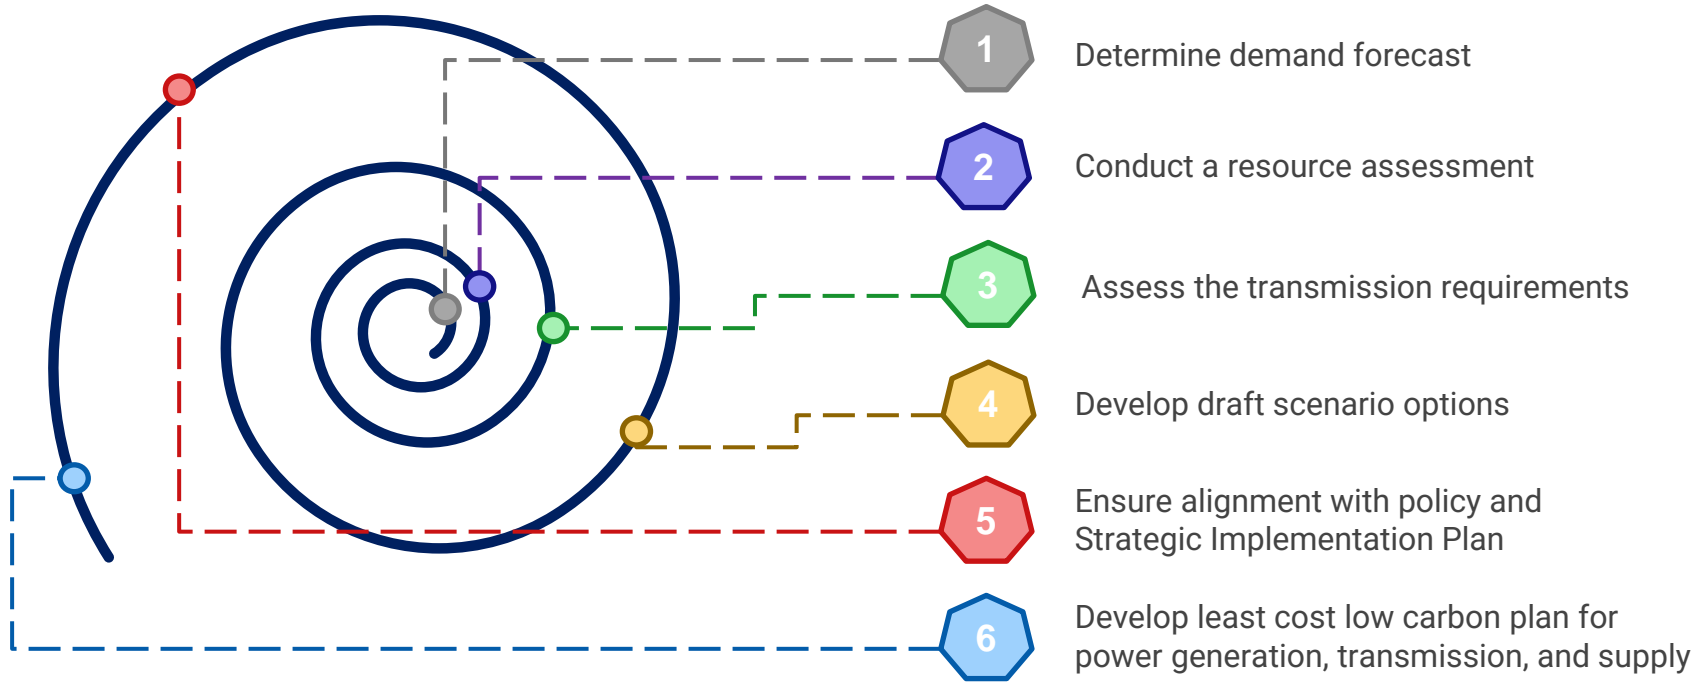 1
Determine demand forecast
2
Conduct a resource assessment
3
Assess the transmission requirements
4
Develop draft scenario options
5
Ensure alignment with policy and
Strategic Implementation Plan
6
Develop least cost low carbon plan for
power generation, transmission, and supply